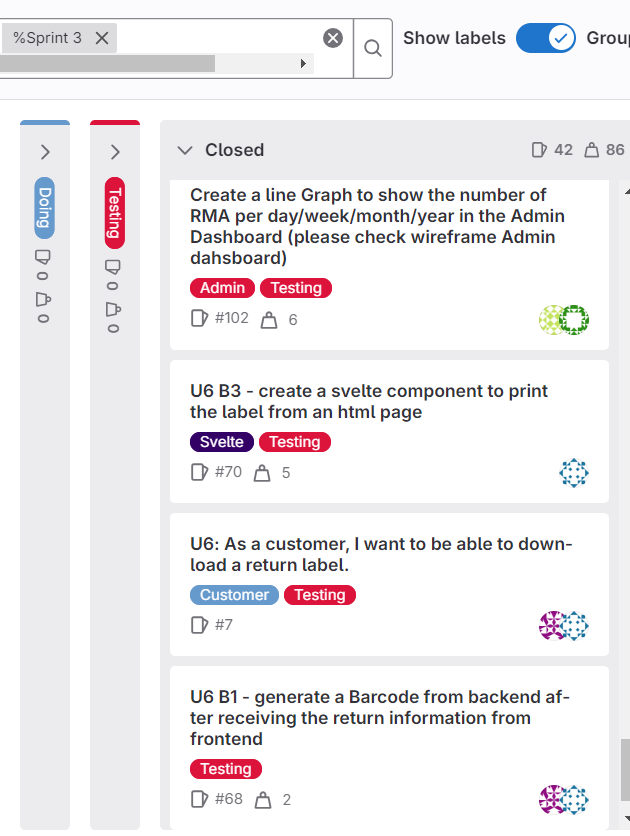 %Sprint 3
Show labels
Group
Closed
42
86
Doing
0
0
Testing
0
0
Create a line Graph to show the number of
RMA per day/week/month/year in the Admin
Dashboard (please check wireframe Admin
dahsboard)
Admin Testing
#102 6
U6 B3 - create a svelte component to print
the label from an html page
Svelte Testing
#70 5
U6: As a customer, I want to be able to down-
load a return label.
Customer Testing
#7
U6 B1 - generate a Barcode from backend af-
ter receiving the return information from
frontend
Testing
#68 2